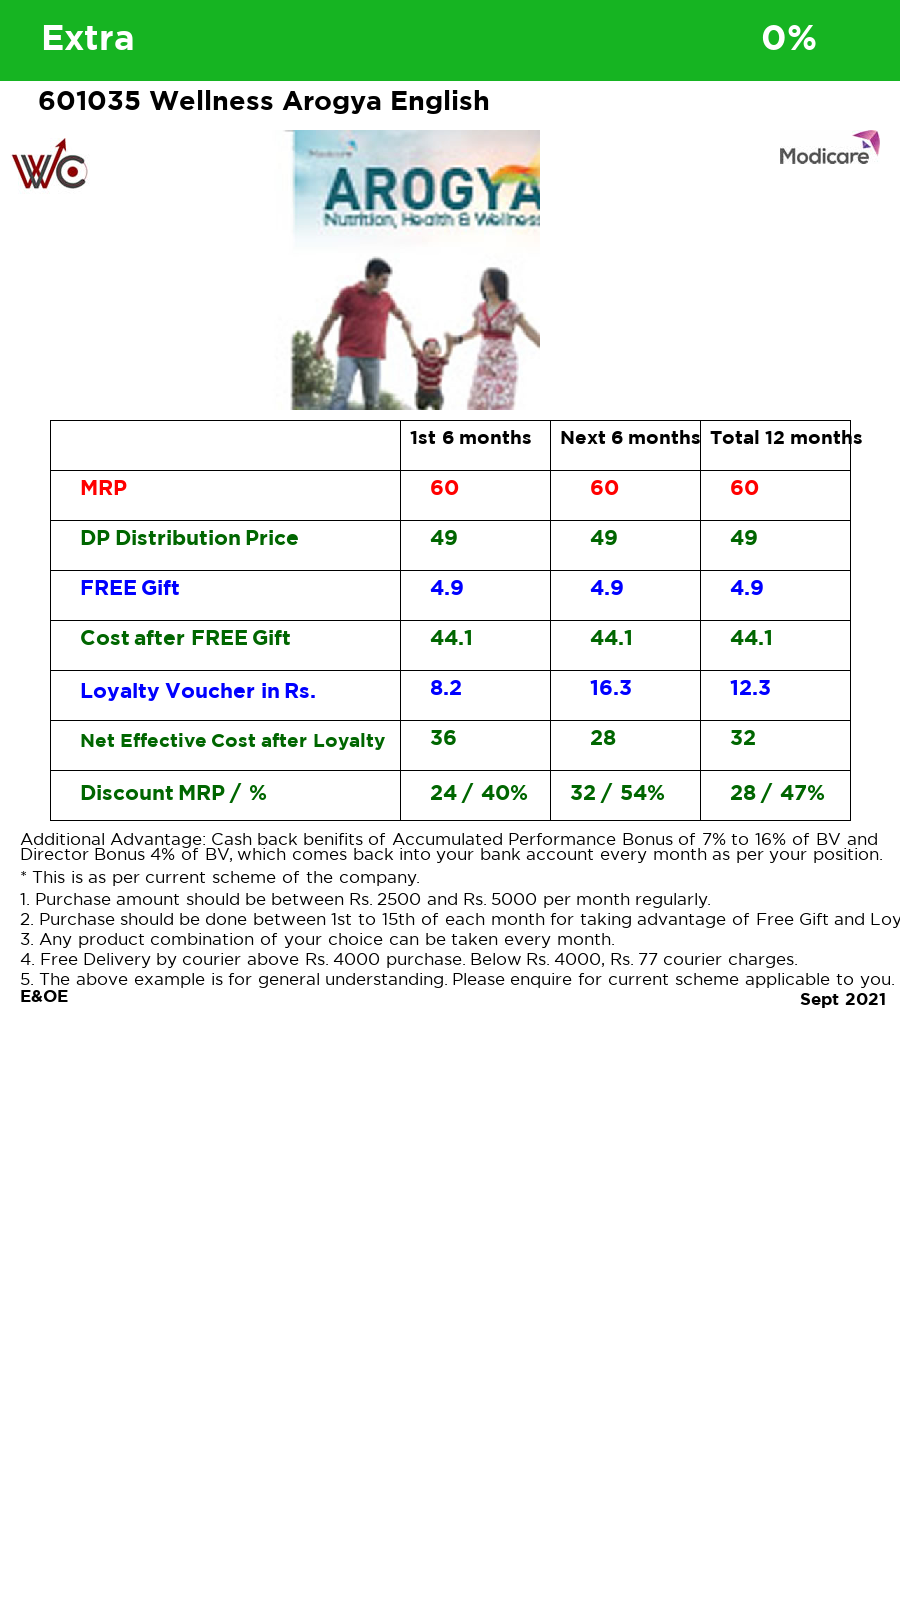 Extra 0%
601035 Wellness Arogya English
WC
Modicare
Modicare
AROGYA
Nutrition, Health & Wellness
1st 6 months Next 6 months Total 12 months
MRP 60 60 60
DP Distribution Price 49 49 49
FREE Gift 4.9 4.9 4.9
Cost after FREE Gift 44.1 44.1 44.1
Loyalty Voucher in Rs. 8.2 16.3 12.3
Net Effective Cost after Loyalty 36 28 32
Discount MRP / % 24 / 40% 32 / 54% 28 / 47%
Additional Advantage: Cash back benifits of Accumulated Performance Bonus of 7% to 16% of BV and
Director Bonus 4% of BV, which comes back into your bank account every month as per your position.
* This is as per current scheme of the company.
1. Purchase amount should be between Rs. 2500 and Rs. 5000 per month regularly.
2. Purchase should be done between 1st to 15th of each month for taking advantage of Free Gift and Loy
3. Any product combination of your choice can be taken every month.
4. Free Delivery by courier above Rs. 4000 purchase. Below Rs. 4000, Rs. 77 courier charges.
5. The above example is for general understanding. Please enquire for current scheme applicable to you.
E&OE
Sept 2021